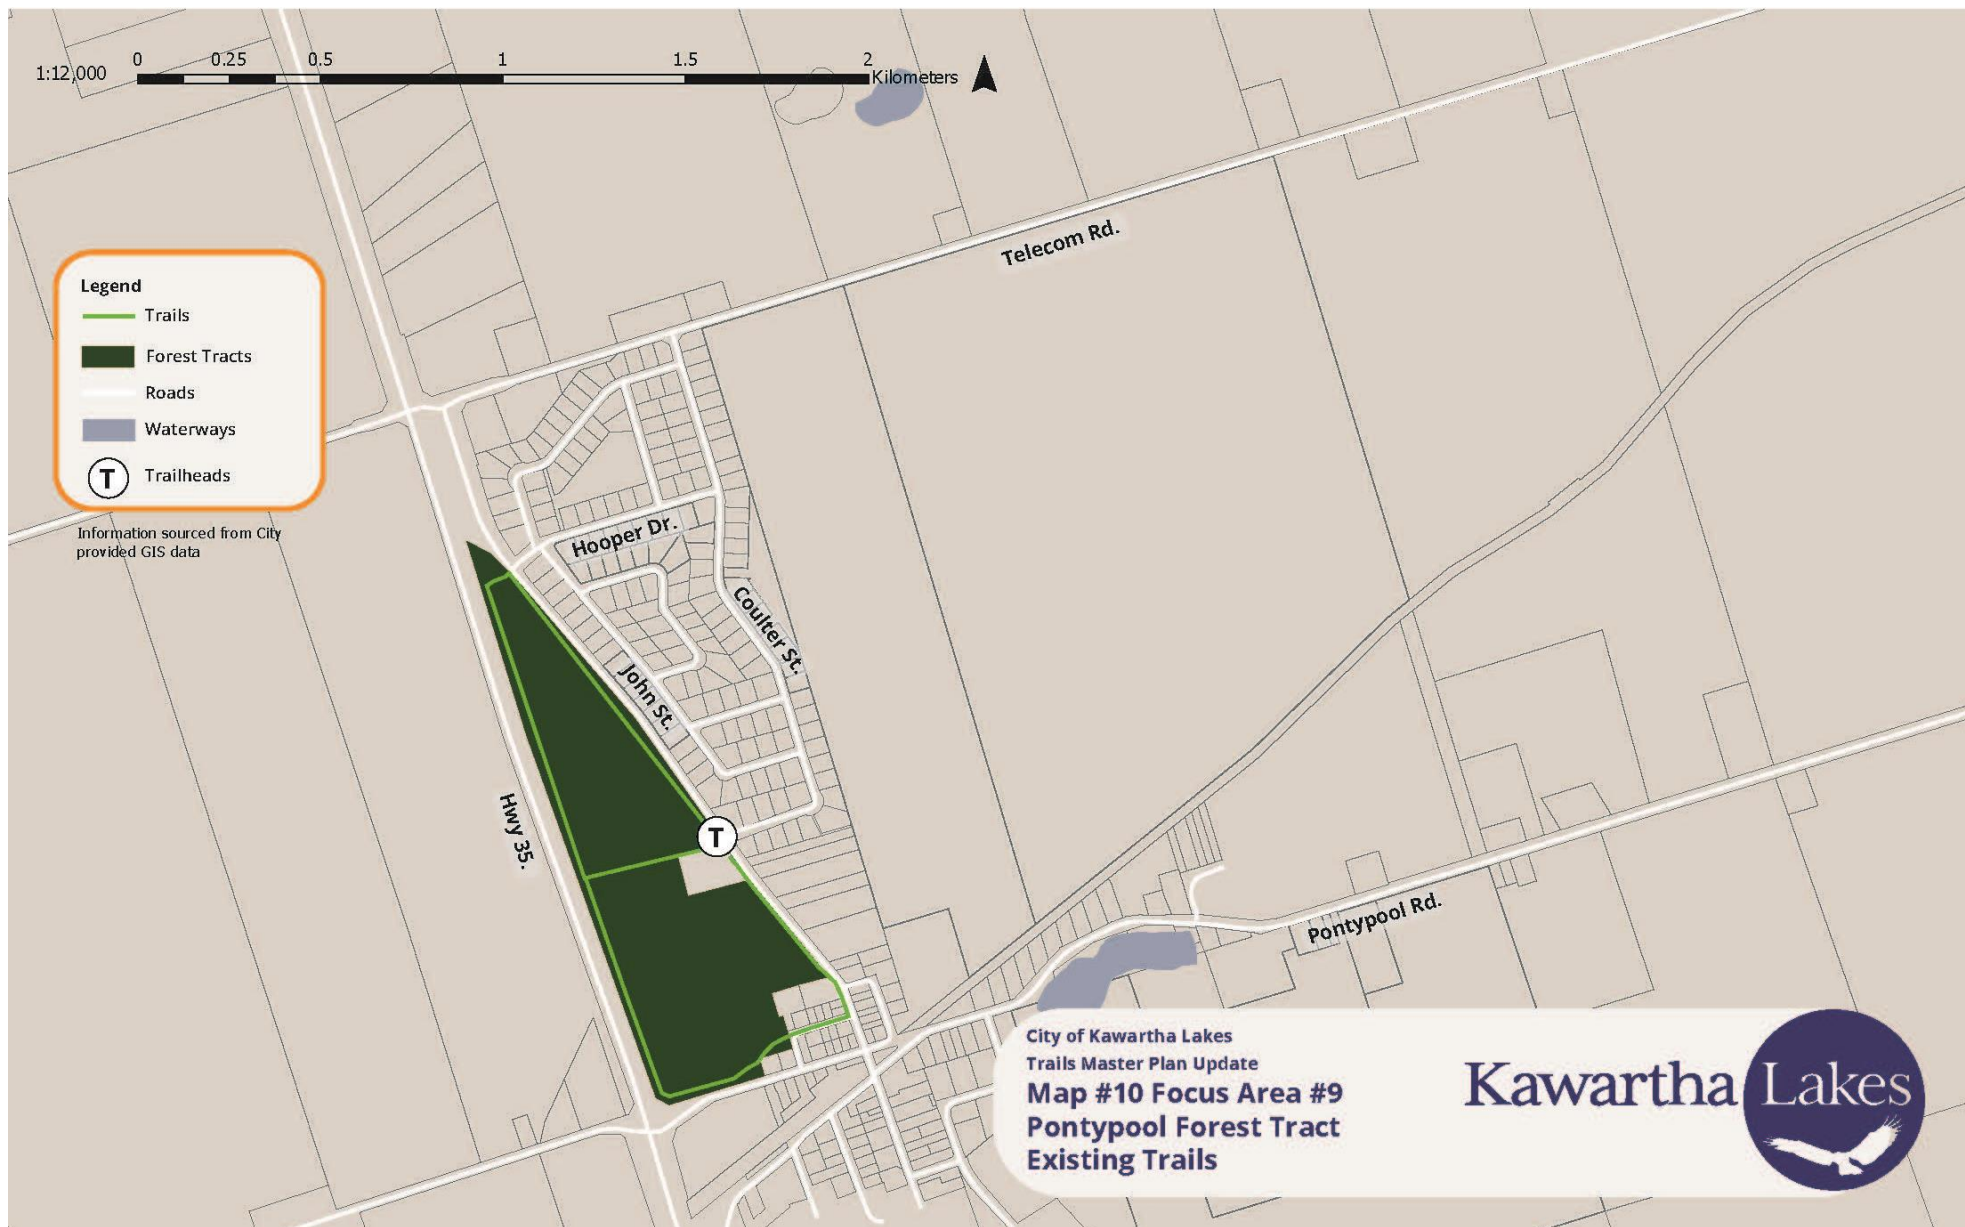 0 0.25 0.5 1 1.5 2
1:12,000 Kilometers
Telecom Rd.
Legend
Trails
Forest Tracts
Roads
Waterways
T Trailheads
Information sourced from City
provided GIS data
Hooper Dr.
Coulter St.
John St.
Hwy 35.
T
Pontypool Rd.
City of Kawartha Lakes
Trails Master Plan Update
Map #10 Focus Area #9
Pontypool Forest Tract
Existing Trails
Kawartha Lakes